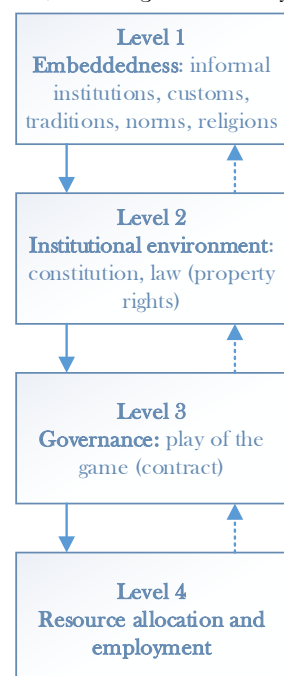 Level 1
Embeddedness: informal
institutions, customs,
traditions, norms, religions
Level 2
Institutional environment:
constitution, law (property
rights)
Level 3
Governance: play of the
game (contract)
Level 4
Resource allocation and
employment